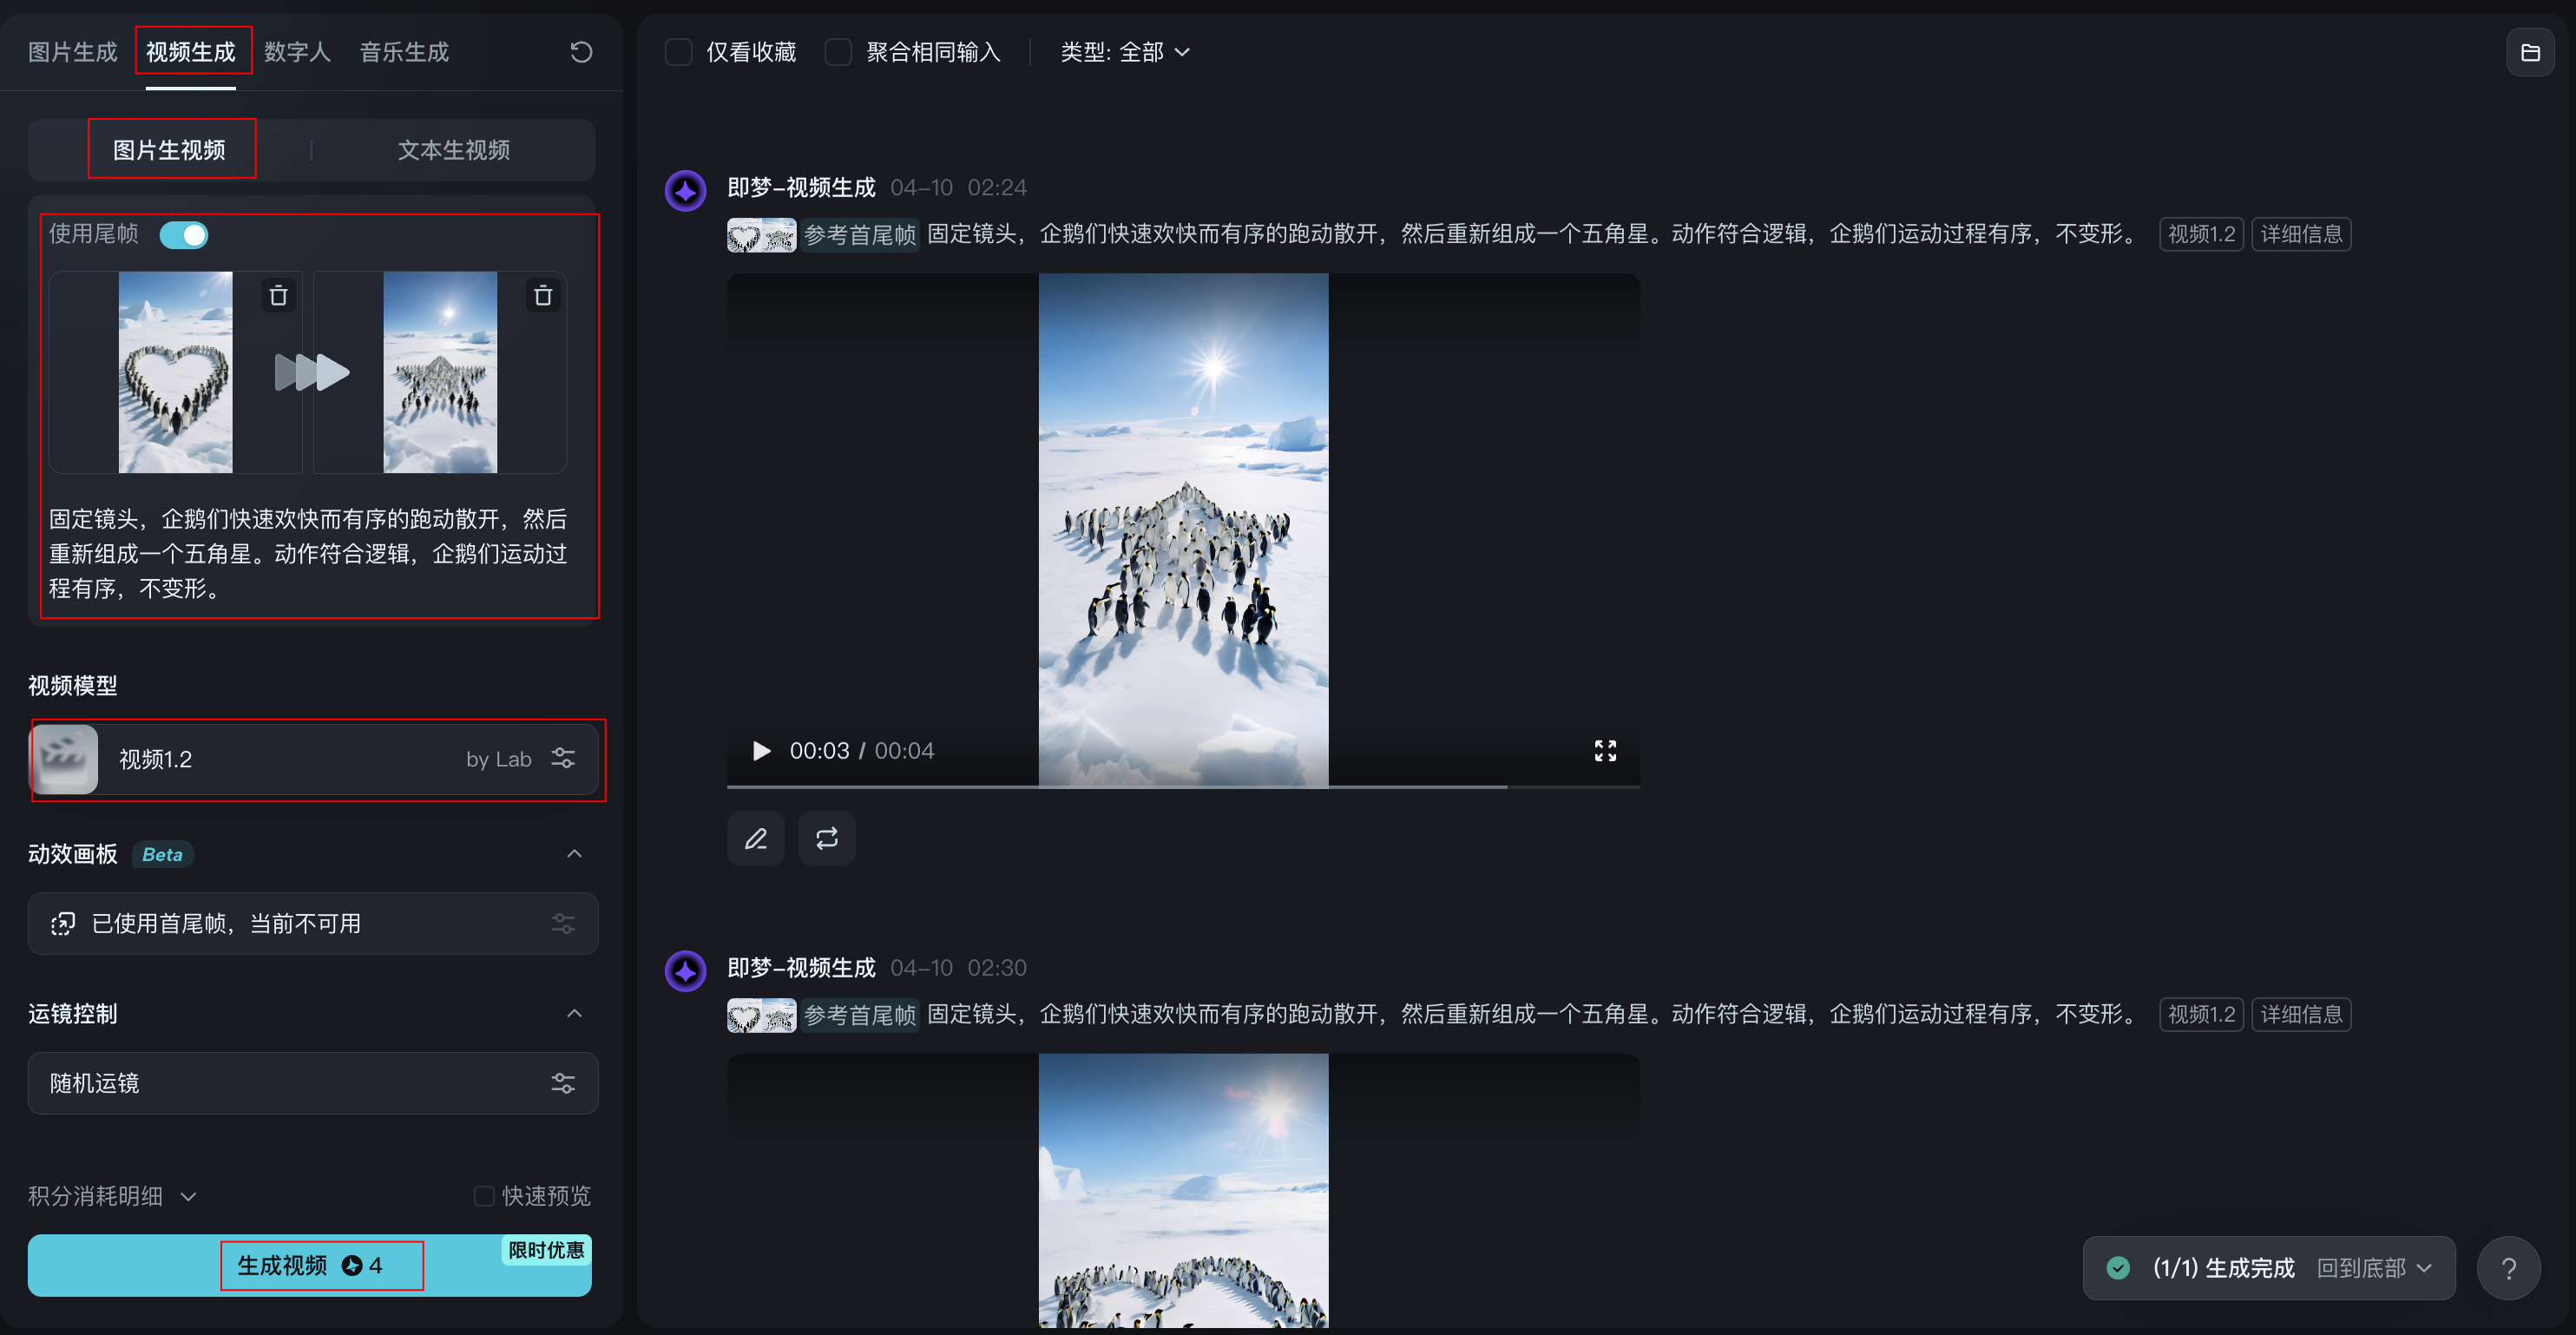 图片生成 视频生成 数字人 音乐生成
图片生视频 文本生视频
使用尾帧
固定镜头，企鹅们快速欢快而有序的跑动散开，然后
重新组成一个五角星。动作符合逻辑，企鹅们运动过
程有序，不变形。
视频模型
视频1.2 by Lab
动效画板 Beta
已使用首尾帧，当前不可用
运镜控制
随机运镜
积分消耗明细 快速预览
限时优惠
生成视频 4
仅看收藏 聚合相同输入 类型: 全部
即梦-视频生成 04-10 02:24
参考首尾帧 固定镜头，企鹅们快速欢快而有序的跑动散开，然后重新组成一个五角星。动作符合逻辑，企鹅们运动过程有序，不变形。 视频1.2 详细信息
00:03 / 00:04
即梦-视频生成 04-10 02:30
参考首尾帧 固定镜头，企鹅们快速欢快而有序的跑动散开，然后重新组成一个五角星。动作符合逻辑，企鹅们运动过程有序，不变形。 视频1.2 详细信息
(1/1) 生成完成 回到底部 ?